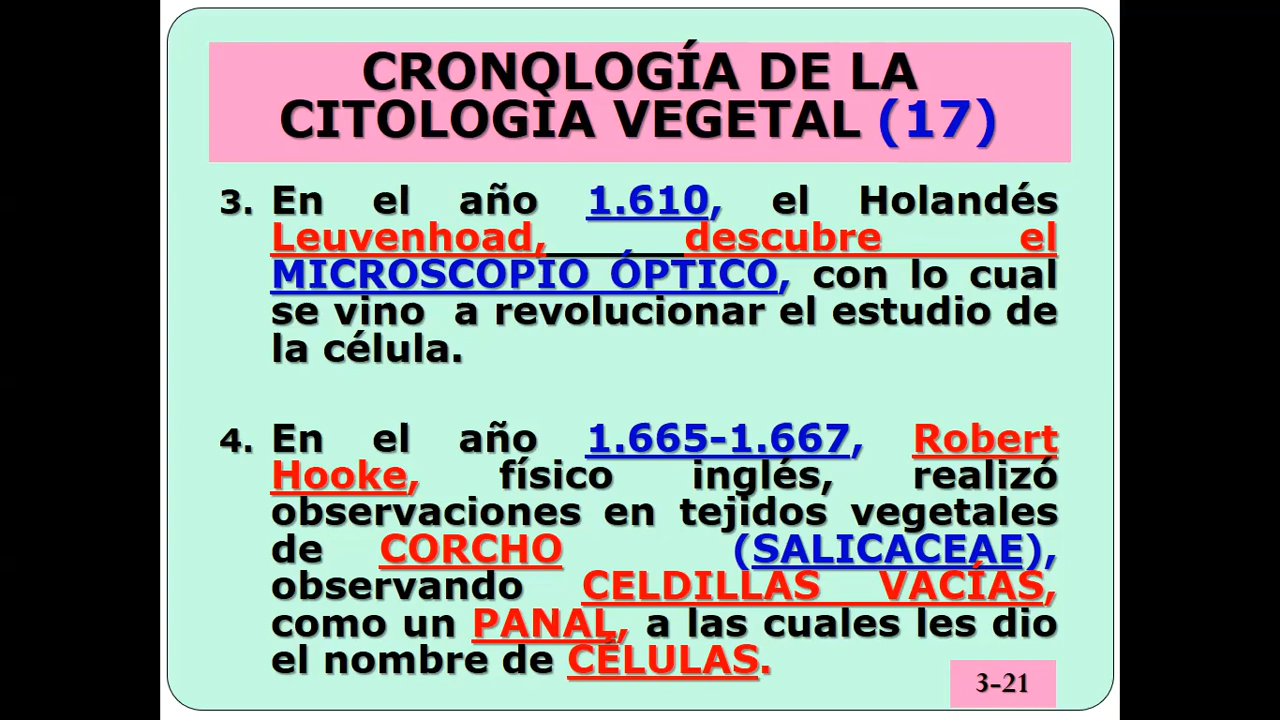 CRONOLOGÍA DE LA
CITOLOGÍA VEGETAL (17)
3. En el año 1.610, el Holandés
Leuvenhoad, descubre el
MICROSCOPIO ÓPTICO, con lo cual
se vino a revolucionar el estudio de
la célula.
4. En el año 1.665-1.667, Robert
Hooke, físico inglés, realizó
observaciones en tejidos vegetales
de CORCHO (SALICACEAE),
observando CELDILLAS VACÍAS,
como un PANAL, a las cuales les dio
el nombre de CÉLULAS.
3-21